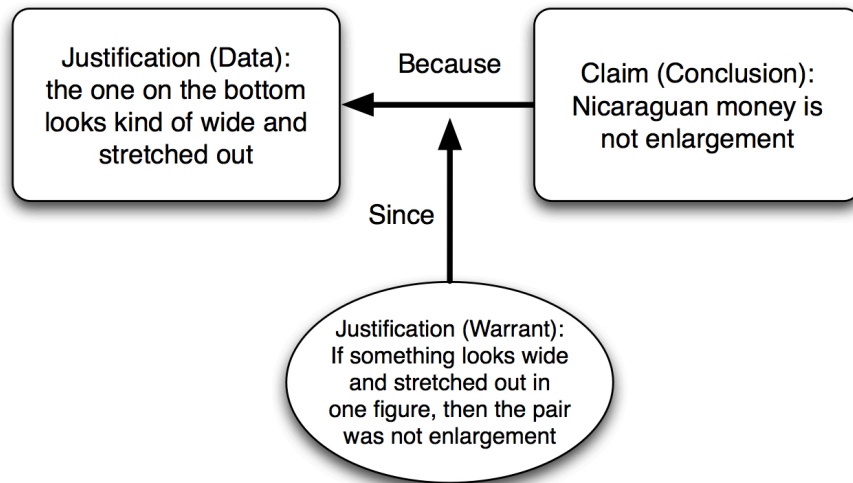 Justification (Data):
the one on the bottom
looks kind of wide and
stretched out
Because
Claim (Conclusion):
Nicaraguan money is
not enlargement
Since
Justification (Warrant):
If something looks wide
and stretched out in
one figure, then the pair
was not enlargement